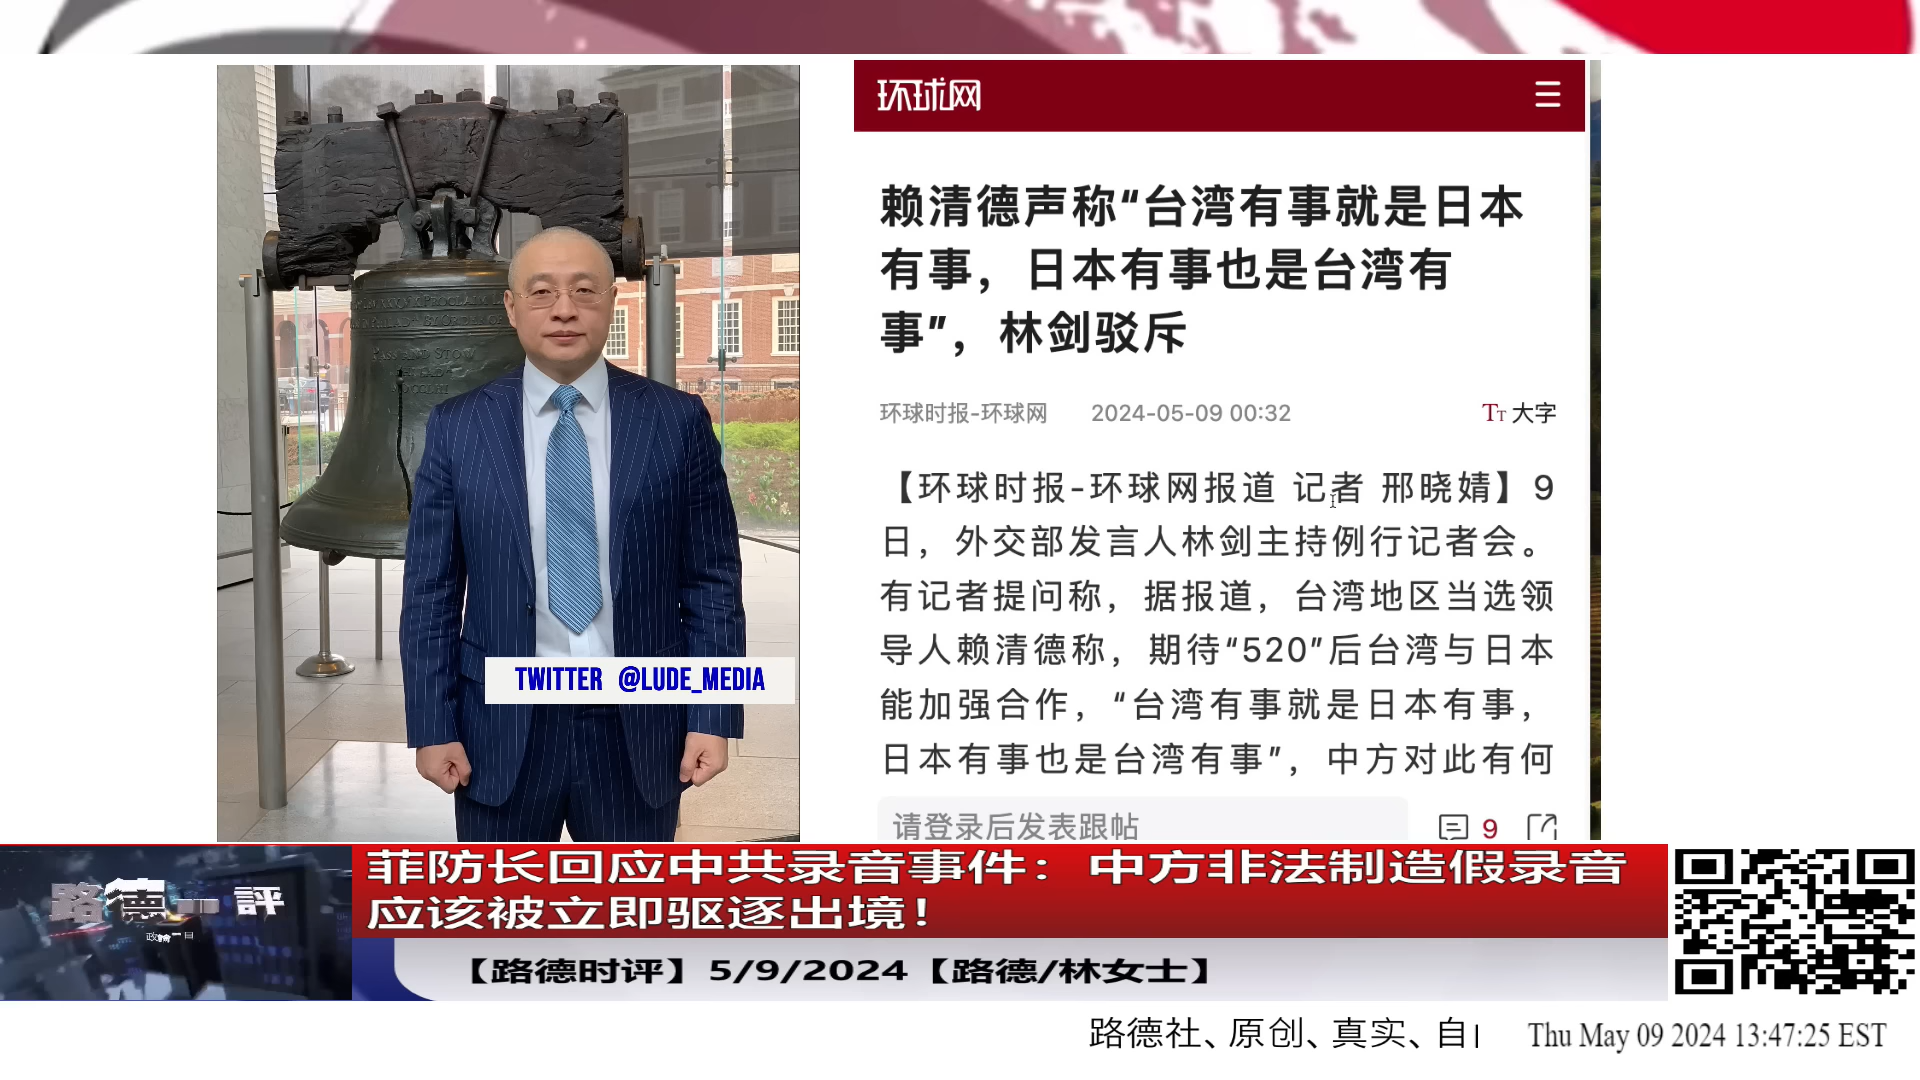 环球网
赖清德声称“台湾有事就是日本
有事，日本有事也是台湾有
事”，林剑驳斥
环球时报-环球网 2024-05-09 00:32 TT 大字
【环球时报-环球网报道 记者 邢晓婧】9
日，外交部发言人林剑主持例行记者会。
有记者提问称，据报道，台湾地区当选领
导人赖清德称，期待“520”后台湾与日本
能加强合作，“台湾有事就是日本有事，
日本有事也是台湾有事”，中方对此有何
请登录后发表跟帖 9
PASS AND STOW
TWITTER @LUDE_MEDIA
路德一評
菲防长回应中共录音事件：中方非法制造假录音
应该被立即驱逐出境！
【路德时评】5/9/2024【路德/林女士】
路德社、原创、真实、自
Thu May 09 2024 13:47:25 EST